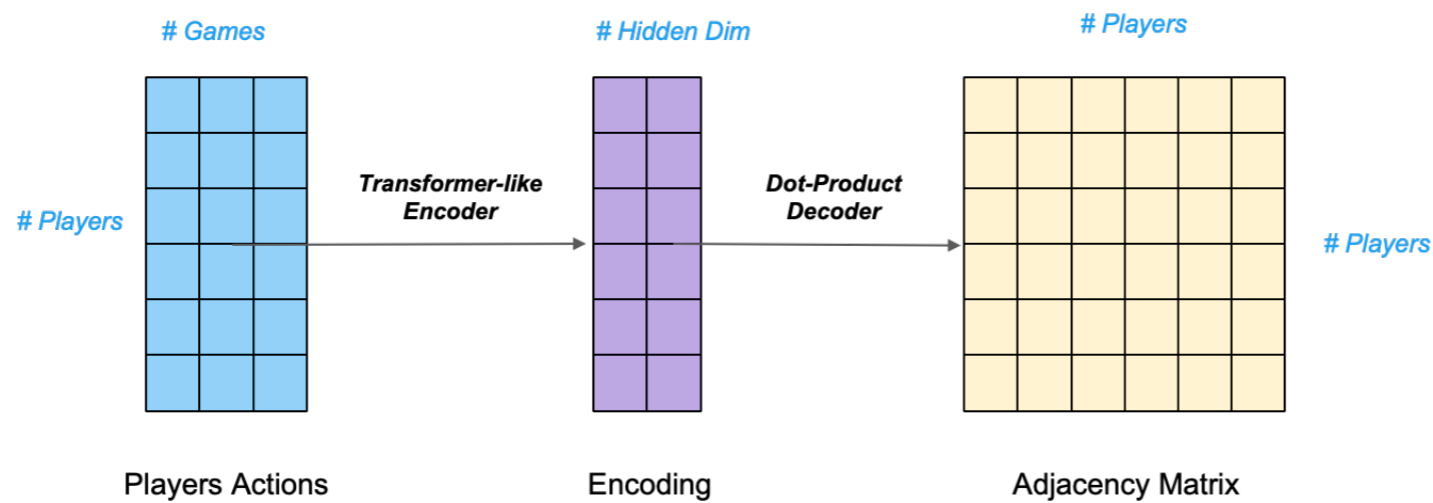 # Games
# Hidden Dim
# Players
Transformer-like
Encoder
Dot-Product
Decoder
# Players
# Players
Players Actions
Encoding
Adjacency Matrix